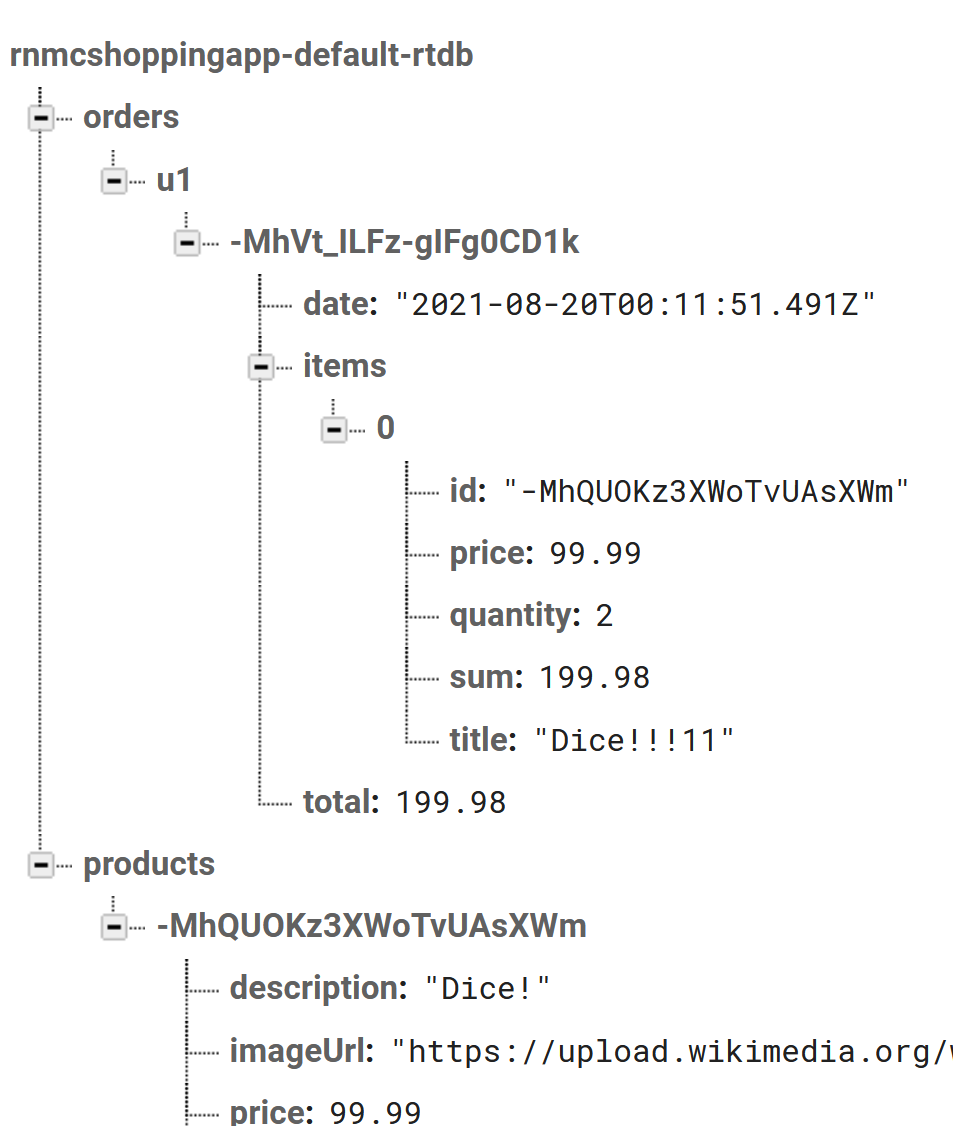 rnmcshoppingapp-default-rtdb
orders
u1
-MhVt_ILFz-gIFg0CD1k
date: "2021-08-20T00:11:51.491Z"
items
0
id: "-MhQUOKz3XWoTvUAsXWm"
price: 99.99
quantity: 2
sum: 199.98
title: "Dice!!!11"
total: 199.98
products
-MhQUOKz3XWoTvUAsXWm
description: "Dice!"
imageUrl: "https://upload.wikimedia.org/w
price: 99.99